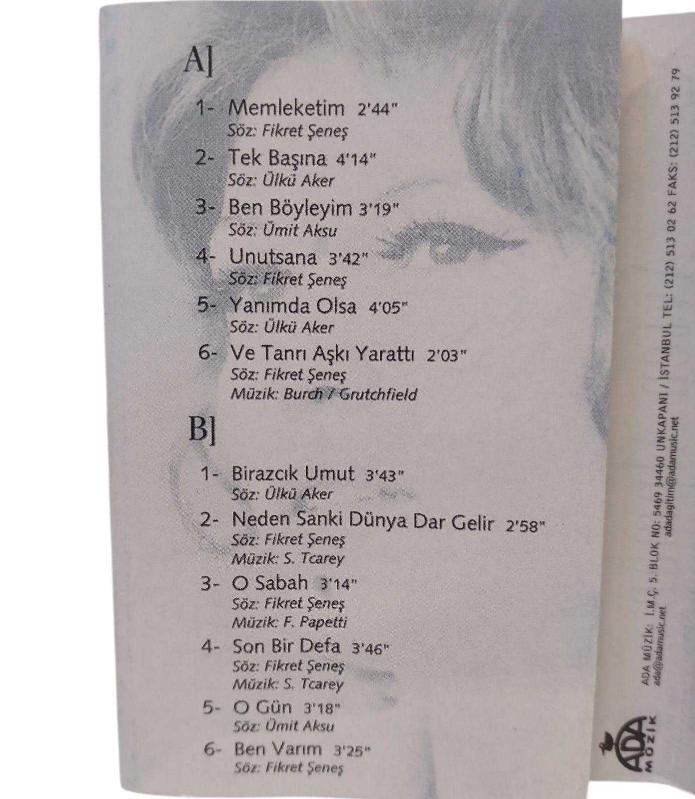 A]
1- Memleketim 2'44"
Söz: Fikret Şeneş
2- Tek Başına 4'14"
Söz: Ülkü Aker
3- Ben Böyleyim 3'19"
Söz: Ümit Aksu
4- Unutsana 3'42"
Söz: Fikret Şeneş
5- Yanımda Olsa 4'05"
Söz: Ülkü Aker
6- Ve Tanrı Aşkı Yarattı 2'03"
Söz: Fikret Şeneş
Müzik: Burch / Grutchfield
B]
1- Birazcık Umut 3'43"
Söz: Ülkü Aker
2- Neden Sanki Dünya Dar Gelir 2'58"
Söz: Fikret Şeneş
Müzik: S. Tcarey
3- O Sabah 3'14"
Söz: Fikret Şeneş
Müzik: F. Papetti
4- Son Bir Defa 3'46"
Söz: Fikret Şeneş
Müzik: S. Tcarey
5- O Gün 3'18"
Söz: Ümit Aksu
6- Ben Varım 3'25"
Söz: Fikret Şeneş
ADA MÜZİK: İ.M.Ç. 5. BLOK NO: 5469 34460 UNKAPANI / İSTANBUL TEL: (212) 513 02 62 FAKS: (212) 513 92 79
ada@adamusic.net adadagitim@adamusic.net
ADA
MÜZİK